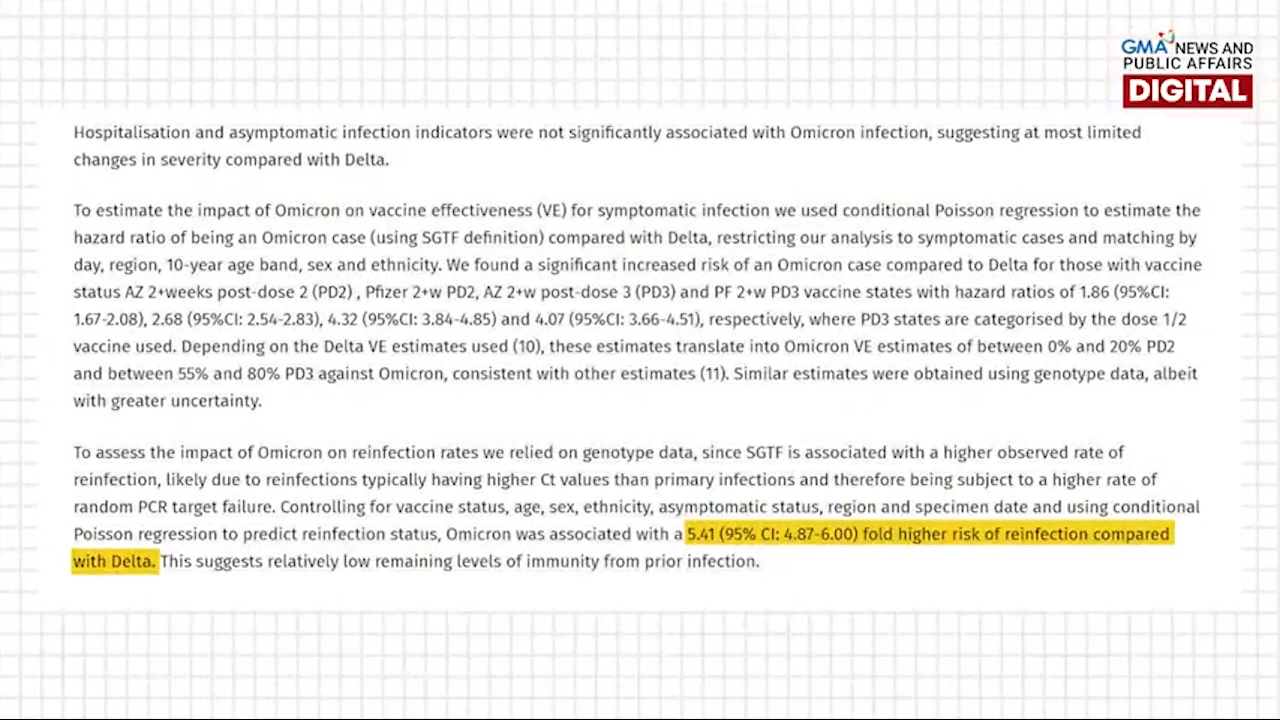 GMA NEWS AND
PUBLIC AFFAIRS
DIGITAL
Hospitalisation and asymptomatic infection indicators were not significantly associated with Omicron infection, suggesting at most limited
changes in severity compared with Delta.
To estimate the impact of Omicron on vaccine effectiveness (VE) for symptomatic infection we used conditional Poisson regression to estimate the
hazard ratio of being an Omicron case (using SGTF definition) compared with Delta, restricting our analysis to symptomatic cases and matching by
day, region, 10-year age band, sex and ethnicity. We found a significant increased risk of an Omicron case compared to Delta for those with vaccine
status AZ 2+weeks post-dose 2 (PD2) , Pfizer 2+w PD2, AZ 2+w post-dose 3 (PD3) and PF 2+w PD3 vaccine states with hazard ratios of 1.86 (95%CI:
1.67-2.08), 2.68 (95%CI: 2.54-2.83), 4.32 (95%CI: 3.84-4.85) and 4.07 (95%CI: 3.66-4.51), respectively, where PD3 states are categorised by the dose 1/2
vaccine used. Depending on the Delta VE estimates used (10), these estimates translate into Omicron VE estimates of between 0% and 20% PD2
and between 55% and 80% PD3 against Omicron, consistent with other estimates (11). Similar estimates were obtained using genotype data, albeit
with greater uncertainty.
To assess the impact of Omicron on reinfection rates we relied on genotype data, since SGTF is associated with a higher observed rate of
reinfection, likely due to reinfections typically having higher Ct values than primary infections and therefore being subject to a higher rate of
random PCR target failure. Controlling for vaccine status, age, sex, ethnicity, asymptomatic status, region and specimen date and using conditional
Poisson regression to predict reinfection status, Omicron was associated with a 5.41 (95% CI: 4.87-6.00) fold higher risk of reinfection compared
with Delta. This suggests relatively low remaining levels of immunity from prior infection.